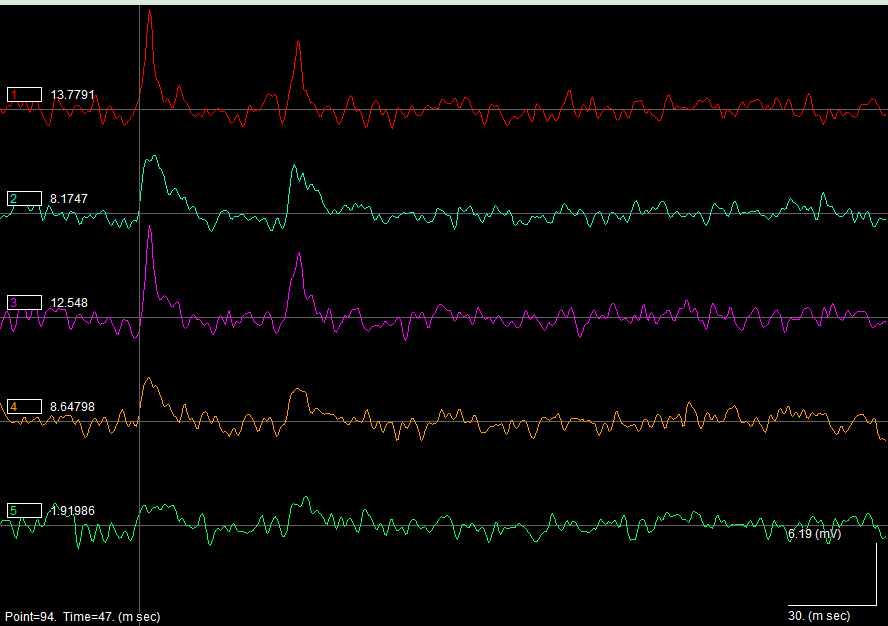 1 13.7791
2 8.1747
3 12.548
4 8.64798
5 1.91986
6.19 (mV)
30. (m sec)
Point=94. Time=47. (m sec)